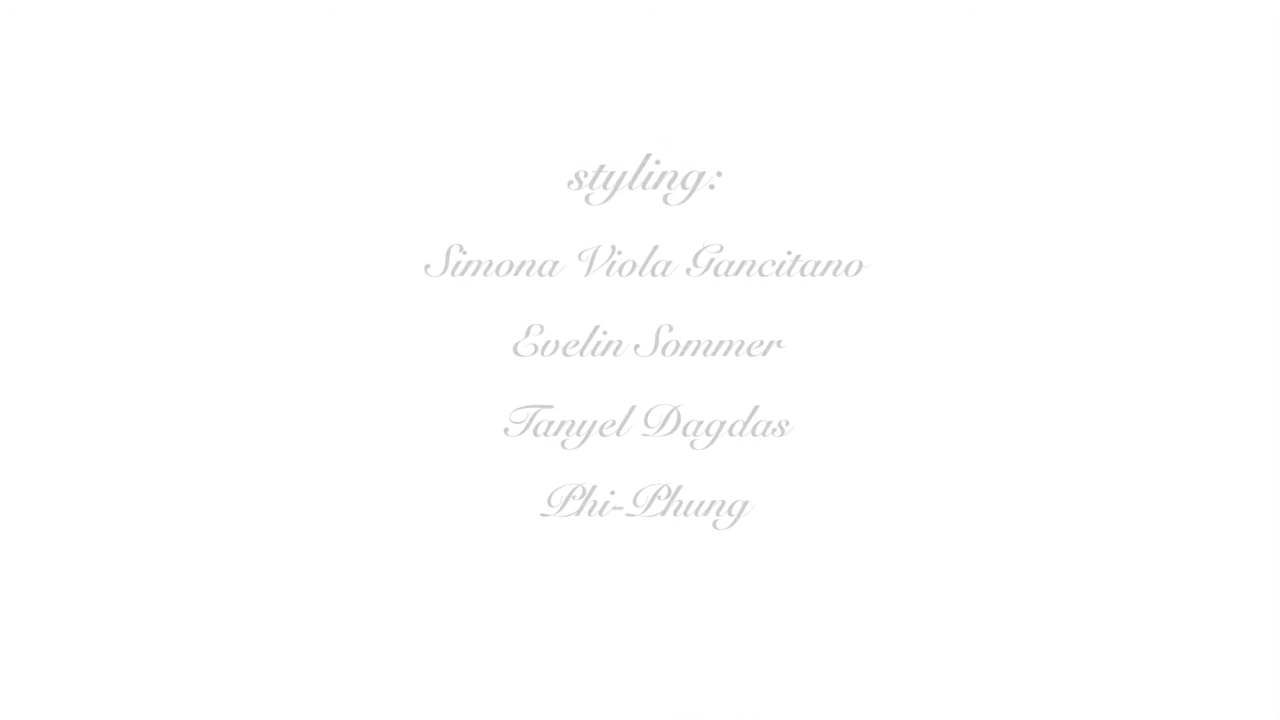 styling:
Simona Viola Gancitano
Evelin Sommer
Tanyel Dagdas
Phi-Phung